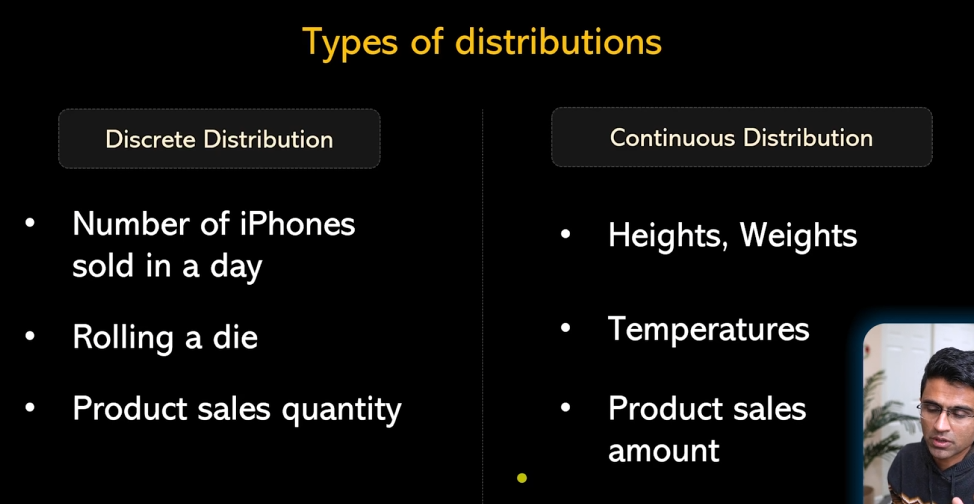 Types of distributions
Discrete Distribution
• Number of iPhones
sold in a day
• Rolling a die
• Product sales quantity
Continuous Distribution
• Heights, Weights
• Temperatures
• Product sales
amount